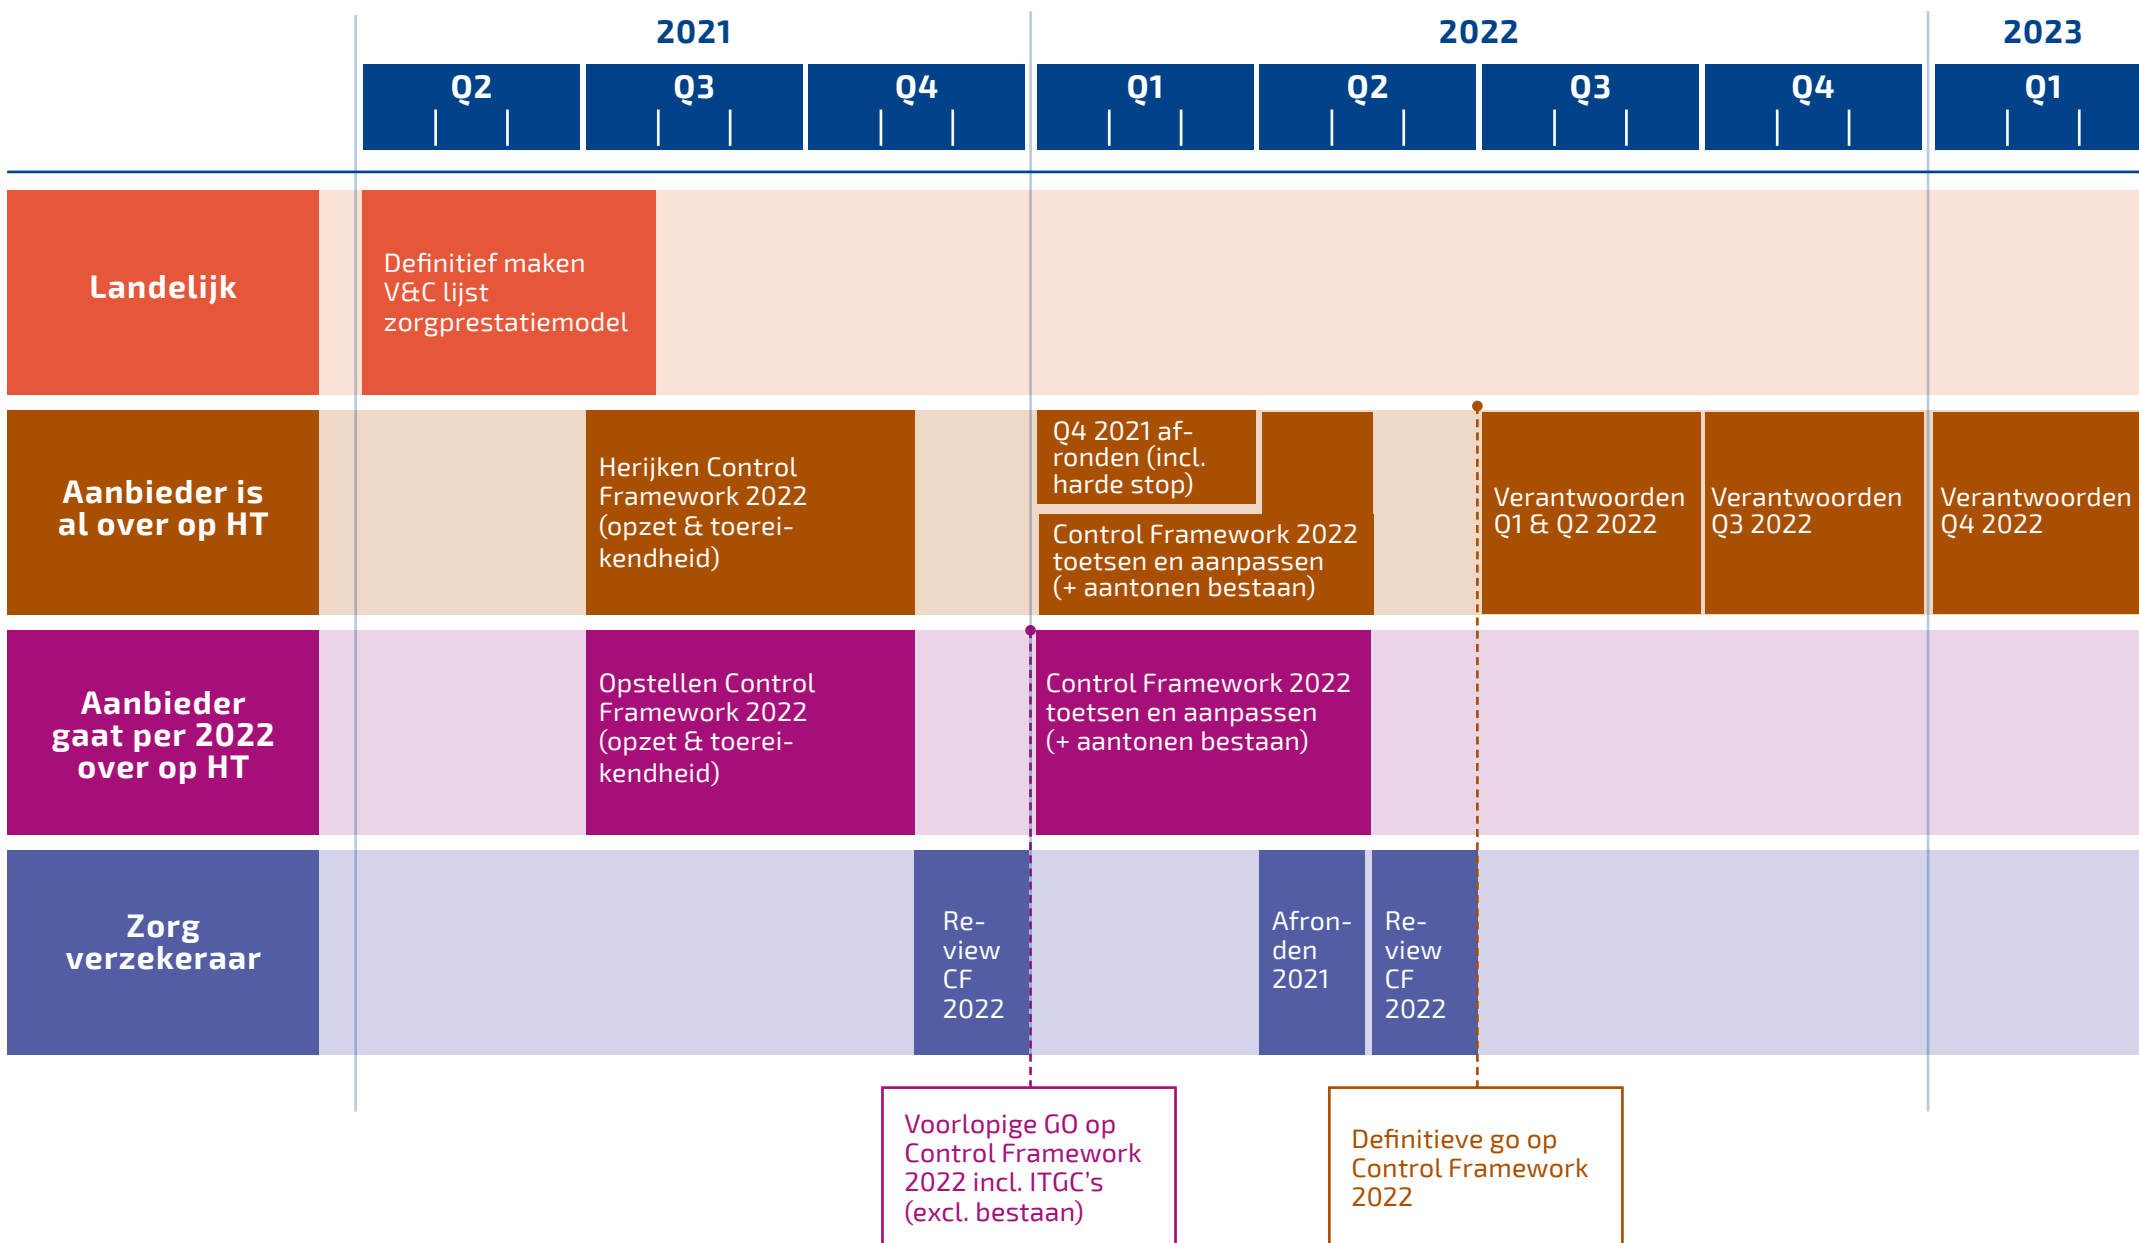 2021
2022
2023
Q2
Q3
Q4
Q1
Q2
Q3
Q4
Q1
Landelijk
Definitief maken
V&C lijst
zorgprestatiemodel
Aanbieder is
al over op HT
Herijken Control
Framework 2022
(opzet & toerei-
kendheid)
Q4 2021 af-
ronden (incl.
harde stop)
Control Framework 2022
toetsen en aanpassen
(+ aantonen bestaan)
Verantwoorden
Q1 & Q2 2022
Verantwoorden
Q3 2022
Verantwoorden
Q4 2022
Aanbieder
gaat per 2022
over op HT
Opstellen Control
Framework 2022
(opzet & toerei-
kendheid)
Control Framework 2022
toetsen en aanpassen
(+ aantonen bestaan)
Zorg
verzekeraar
Re-
view
CF
2022
Afron-
den
2021
Re-
view
CF
2022
Voorlopige GO op
Control Framework
2022 incl. ITGC's
(excl. bestaan)
Definitieve go op
Control Framework
2022